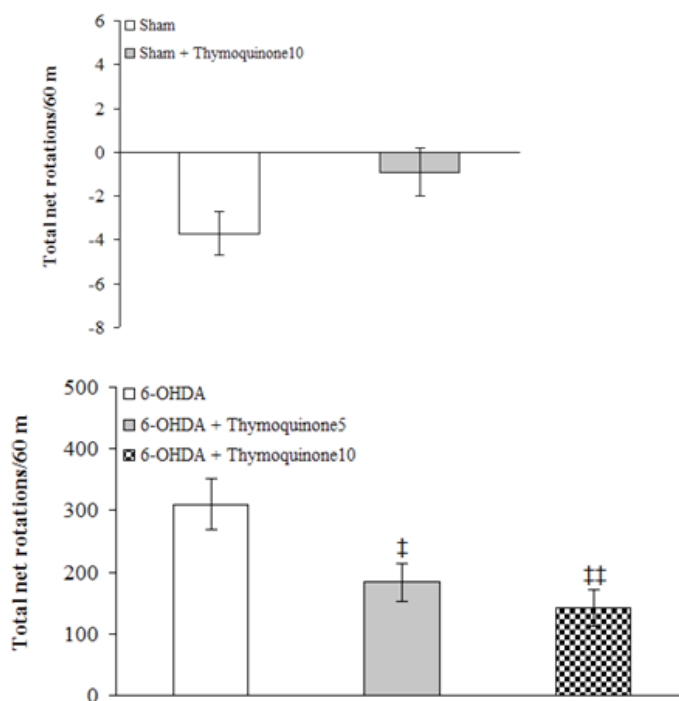 6
Sham
4
Sham + Thymoquinone10
2
0
-2
-4
-6
-8
Total net rotations/60 m
500
6-OHDA
400
6-OHDA + Thymoquinone5
6-OHDA + Thymoquinone10
300
200
100
0
Total net rotations/60 m
‡
‡‡